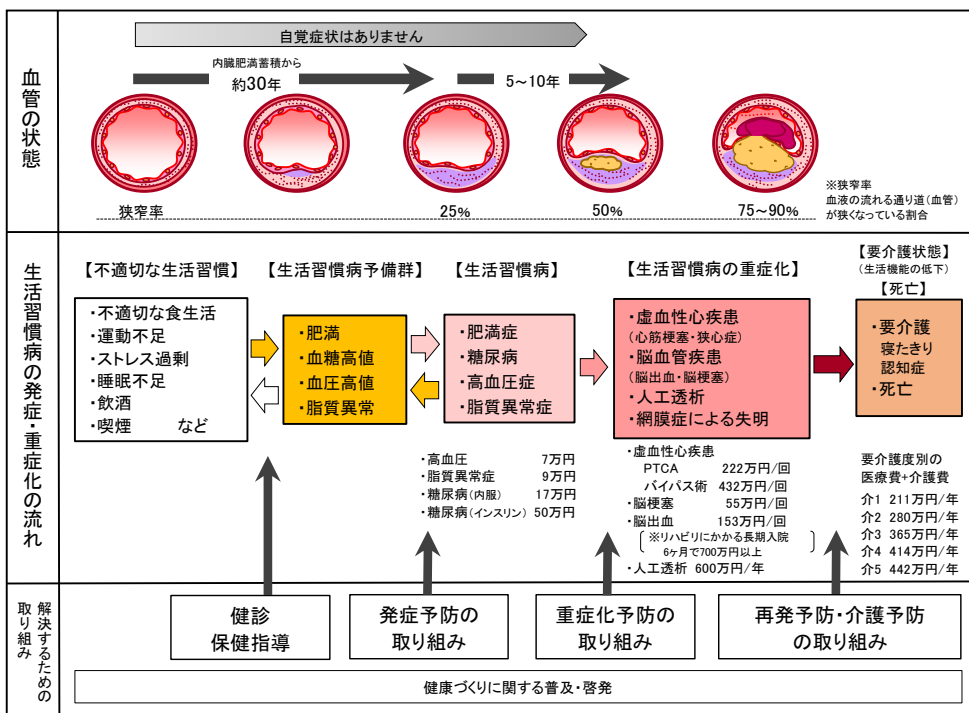 血管の状態
自覚症状はありません
内臓肥満蓄積から
約30年
5～10年
狭窄率
25%
50%
75～90%
※狭窄率
血液の流れる通り道(血管)
が狭くなっている割合
生活習慣病の発症・重症化の流れ
【不適切な生活習慣】
・不適切な食生活
・運動不足
・ストレス過剰
・睡眠不足
・飲酒
・喫煙　　など
【生活習慣病予備群】
・肥満
・血糖高値
・血圧高値
・脂質異常
【生活習慣病】
・肥満症
・糖尿病
・高血圧症
・脂質異常症
・高血圧　7万円
・脂質異常症　9万円
・糖尿病(内服)　17万円
・糖尿病(インスリン)　50万円
【生活習慣病の重症化】
・虚血性心疾患
(心筋梗塞・狭心症)
・脳血管疾患
(脳出血・脳梗塞)
・人工透析
・網膜症による失明
・虚血性心疾患
PTCA　222万円/回
バイパス術　432万円/回
・脳梗塞　55万円/回
・脳出血　153万円/回
※リハビリにかかる長期入院
6ヶ月で700万円以上
・人工透析 600万円/年
【要介護状態】
(生活機能の低下)
【死亡】
・要介護
寝たきり
認知症
・死亡
要介護度別の
医療費+介護費
介1 211万円/年
介2 280万円/年
介3 365万円/年
介4 414万円/年
介5 442万円/年
解決するための
取り組み
健診
保健指導
発症予防の
取り組み
重症化予防の
取り組み
再発予防・介護予防
の取り組み
健康づくりに関する普及・啓発